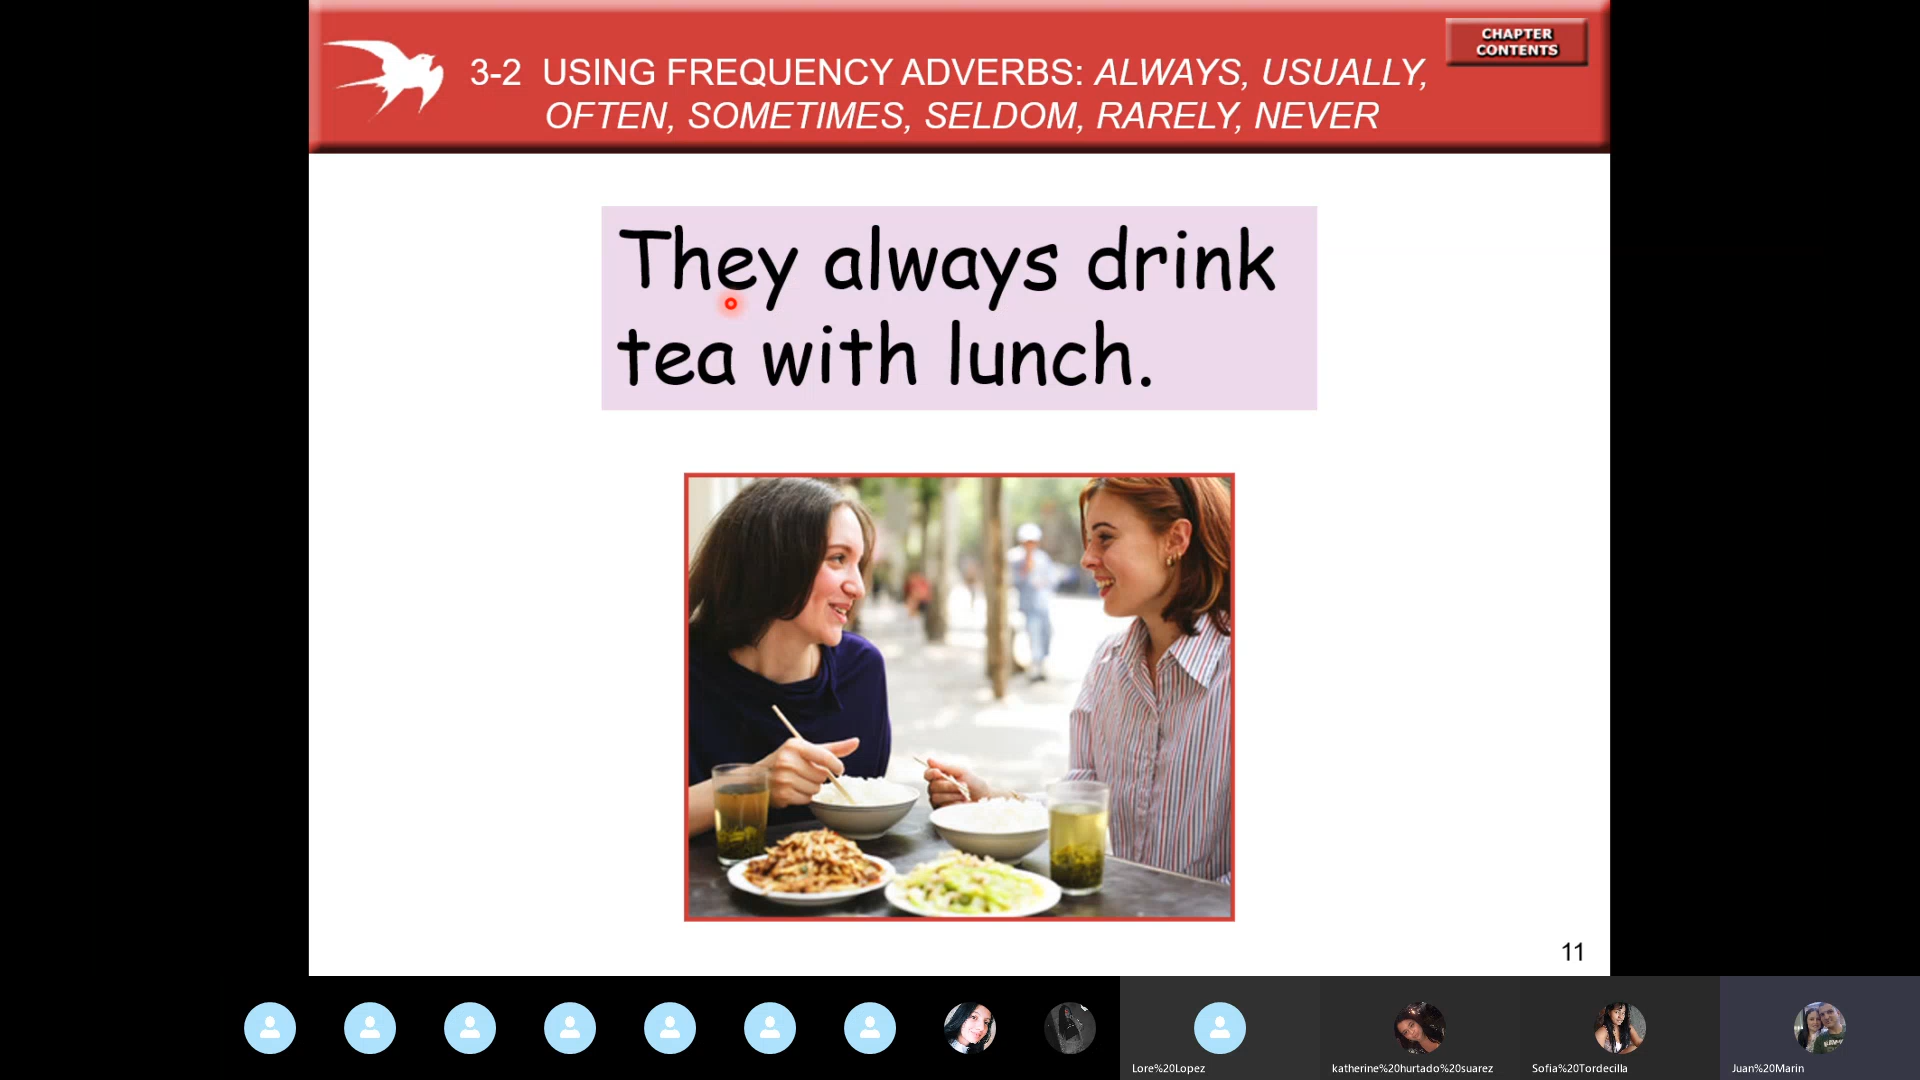 CHAPTER
CONTENTS
3-2 USING FREQUENCY ADVERBS: ALWAYS, USUALLY,
OFTEN, SOMETIMES, SELDOM, RARELY, NEVER
They always drink
tea with lunch.
11
Lore%20Lopez
katherine%20hurtado%20suarez
Sofia%20Tordecilla
Juan%20Marin